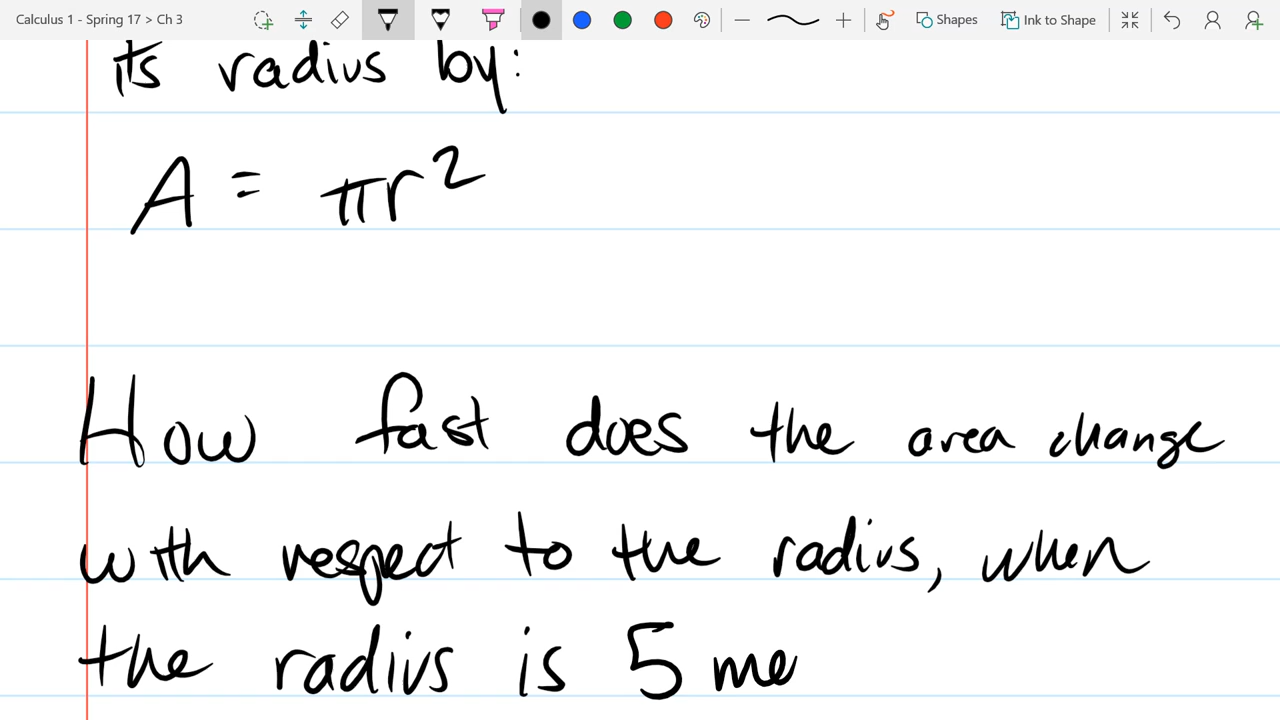 Calculus 1 - Spring 17 > Ch 3
Shapes
Ink to Shape
its radius by:
A = πr²
How fast does the area change
with respect to the radius, when
the radius is 5 me